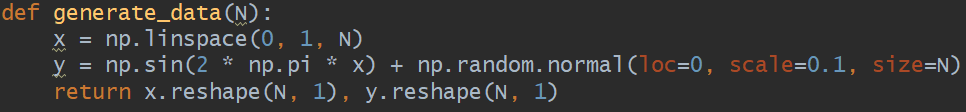 def generate_data(N):
    x = np.linspace(0, 1, N)
    y = np.sin(2 * np.pi * x) + np.random.normal(loc=0, scale=0.1, size=N)
    return x.reshape(N, 1), y.reshape(N, 1)